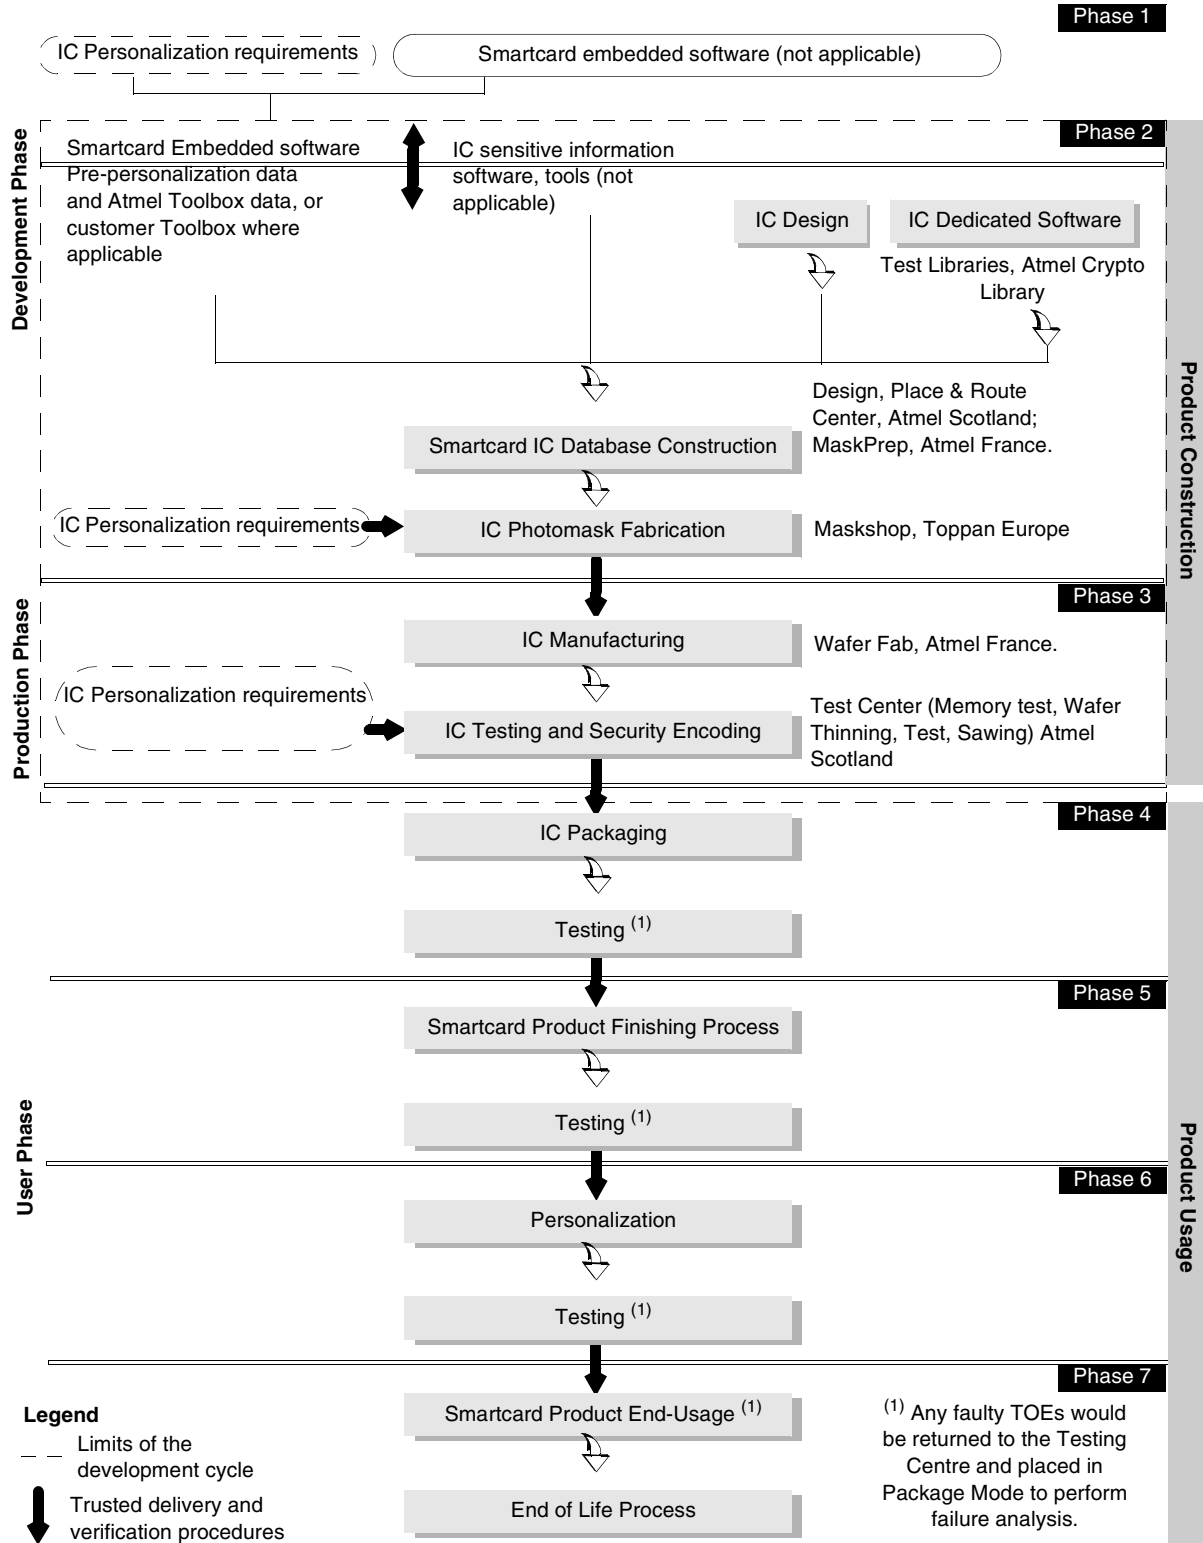 Phase 1
IC Personalization requirements
Smartcard embedded software (not applicable)
Development Phase
Phase 2
Smartcard Embedded software
Pre-personalization data
and Atmel Toolbox data, or
customer Toolbox where
applicable
IC sensitive information
software, tools (not
applicable)
IC Design
IC Dedicated Software
Test Libraries, Atmel Crypto
Library
Product Construction
Design, Place & Route
Center, Atmel Scotland;
MaskPrep, Atmel France.
Smartcard IC Database Construction
IC Personalization requirements
IC Photomask Fabrication
Maskshop, Toppan Europe
Production Phase
Phase 3
IC Manufacturing
Wafer Fab, Atmel France.
IC Personalization requirements
IC Testing and Security Encoding
Test Center (Memory test, Wafer
Thinning, Test, Sawing) Atmel
Scotland
Phase 4
IC Packaging
Testing (1)
Phase 5
Smartcard Product Finishing Process
Testing (1)
User Phase
Product Usage
Phase 6
Personalization
Testing (1)
Phase 7
Smartcard Product End-Usage (1)
End of Life Process
(1) Any faulty TOEs would
be returned to the Testing
Centre and placed in
Package Mode to perform
failure analysis.
Legend
Limits of the
development cycle
Trusted delivery and
verification procedures